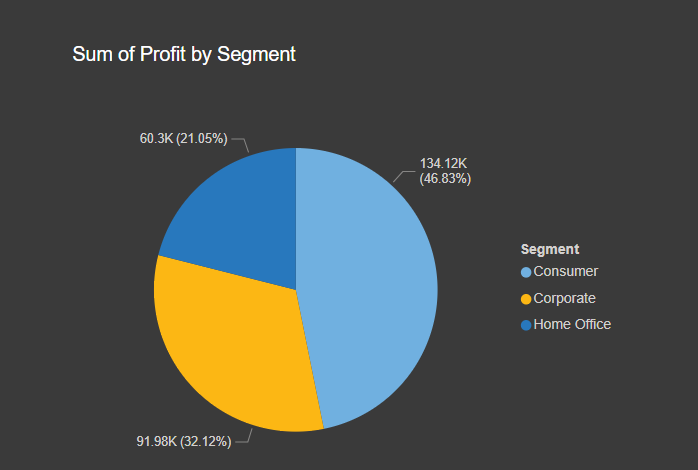 Sum of Profit by Segment
60.3K (21.05%)
134.12K
(46.83%)
Segment
Consumer
Corporate
Home Office
91.98K (32.12%)